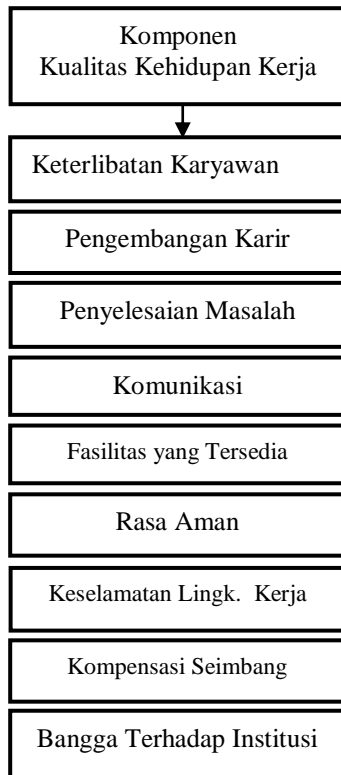 Komponen
Kualitas Kehidupan Kerja
Keterlibatan Karyawan
Pengembangan Karir
Penyelesaian Masalah
Komunikasi
Fasilitas yang Tersedia
Rasa Aman
Keselamatan Lingk. Kerja
Kompensasi Seimbang
Bangga Terhadap Institusi